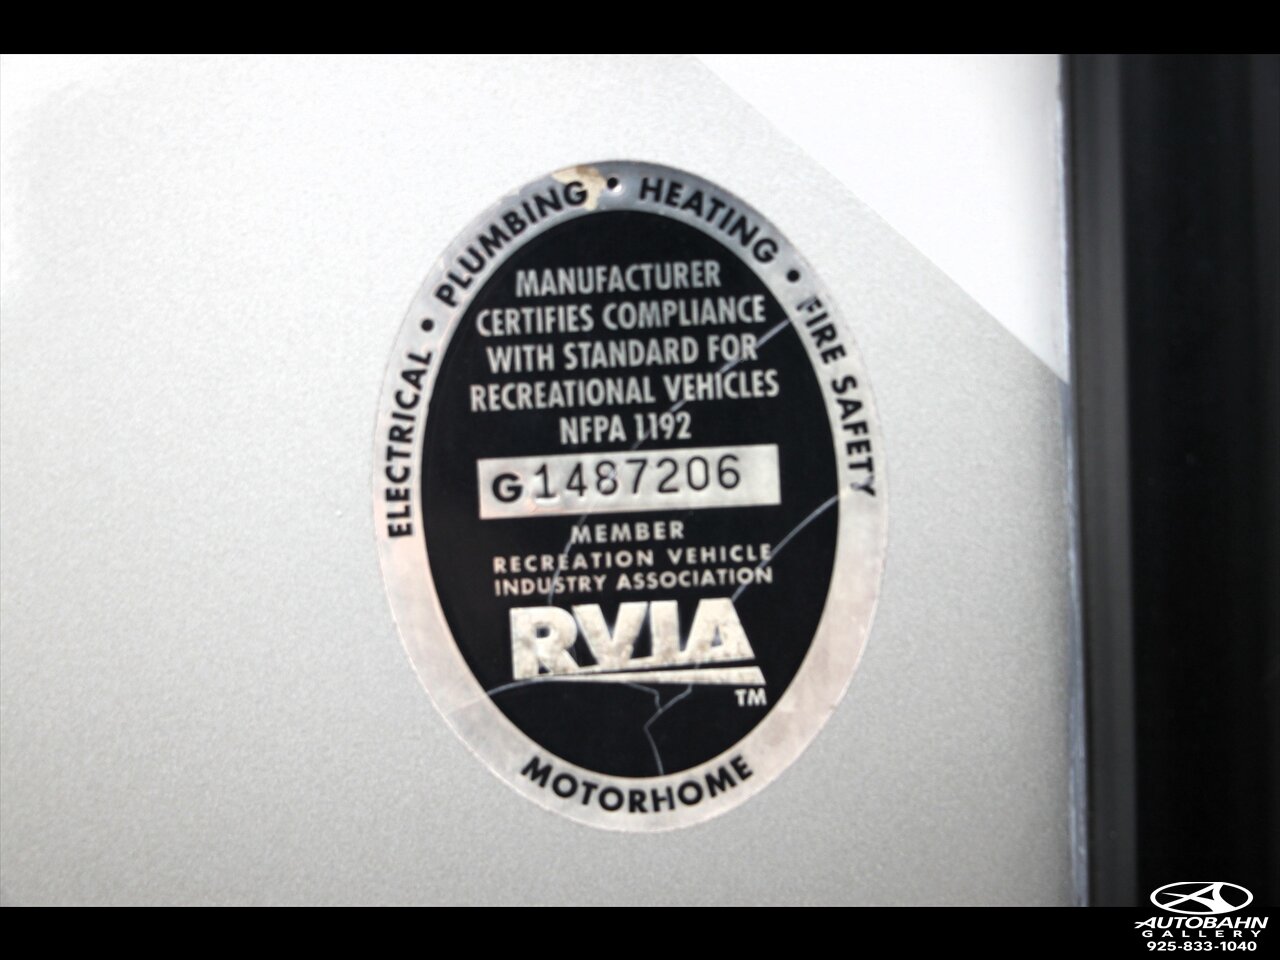 ELECTRICAL • PLUMBING • HEATING • FIRE SAFETY
MANUFACTURER
CERTIFIES COMPLIANCE
WITH STANDARD FOR
RECREATIONAL VEHICLES
NFPA 1192
G 1487206
MEMBER
RECREATION VEHICLE
INDUSTRY ASSOCIATION
RVIA
TM
MOTORHOME
AUTOBAHN
GALLERY
925-833-1040